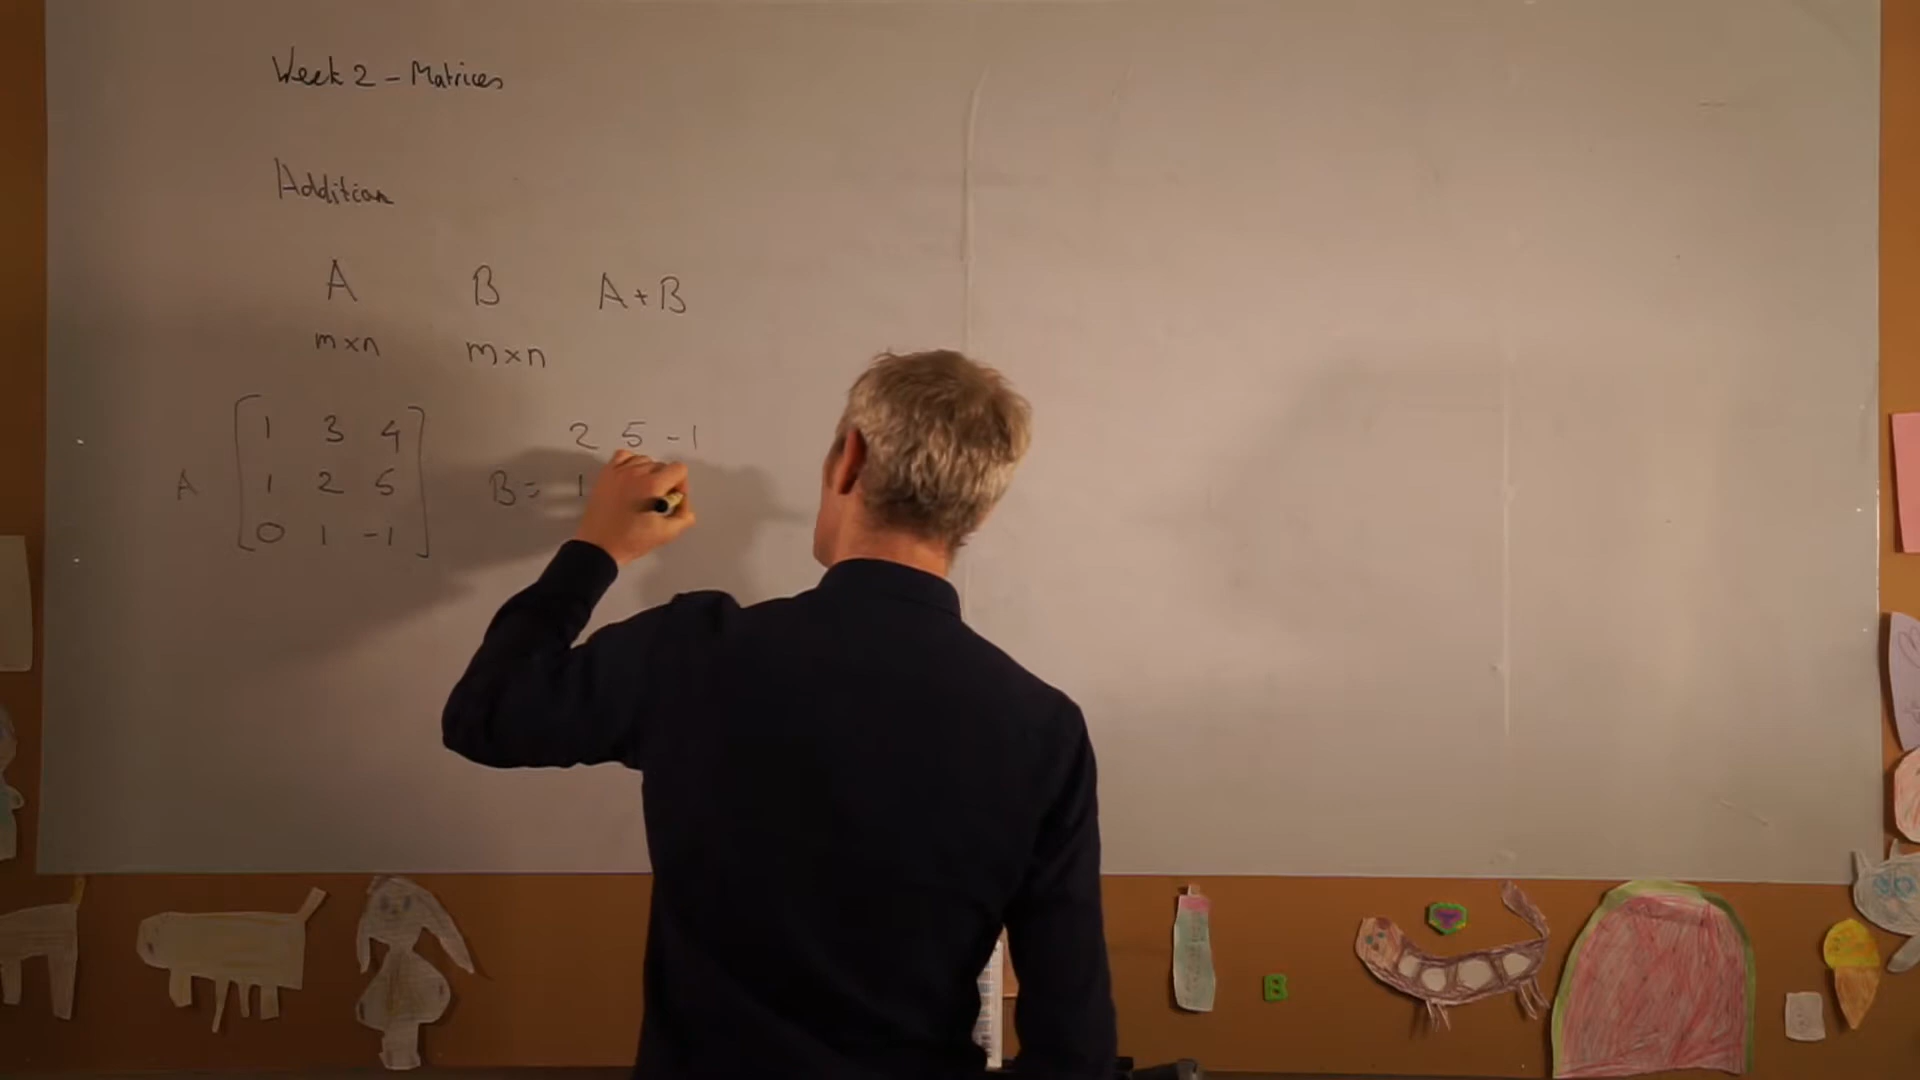 Week 2 - Matrices
Addition
A B A + B
m×n m×n
1 3 4 2 5 -1
A 1 2 5 B = 1
0 1 -1
B